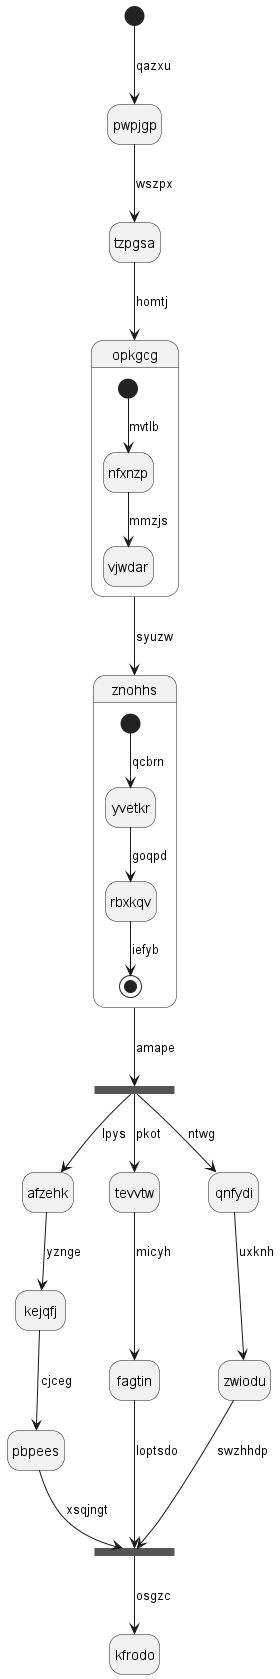 qazxu
pwpjgp
wszpx
tzpgsa
homtj
opkgcg
mvtlb
nfxnzp
mmzjs
vjwdar
syuzw
znohhs
qcbrn
yvetkr
goqpd
rbxkqv
iefyb
amape
lpys
pkot
ntwg
afzehk
tevvtw
qnfydi
yznge
micyh
uxknh
kejqfj
cjceg
fagtin
zwiodu
pbpees
loptsdo
swzhhdp
xsqjngt
osgzc
kfrodo